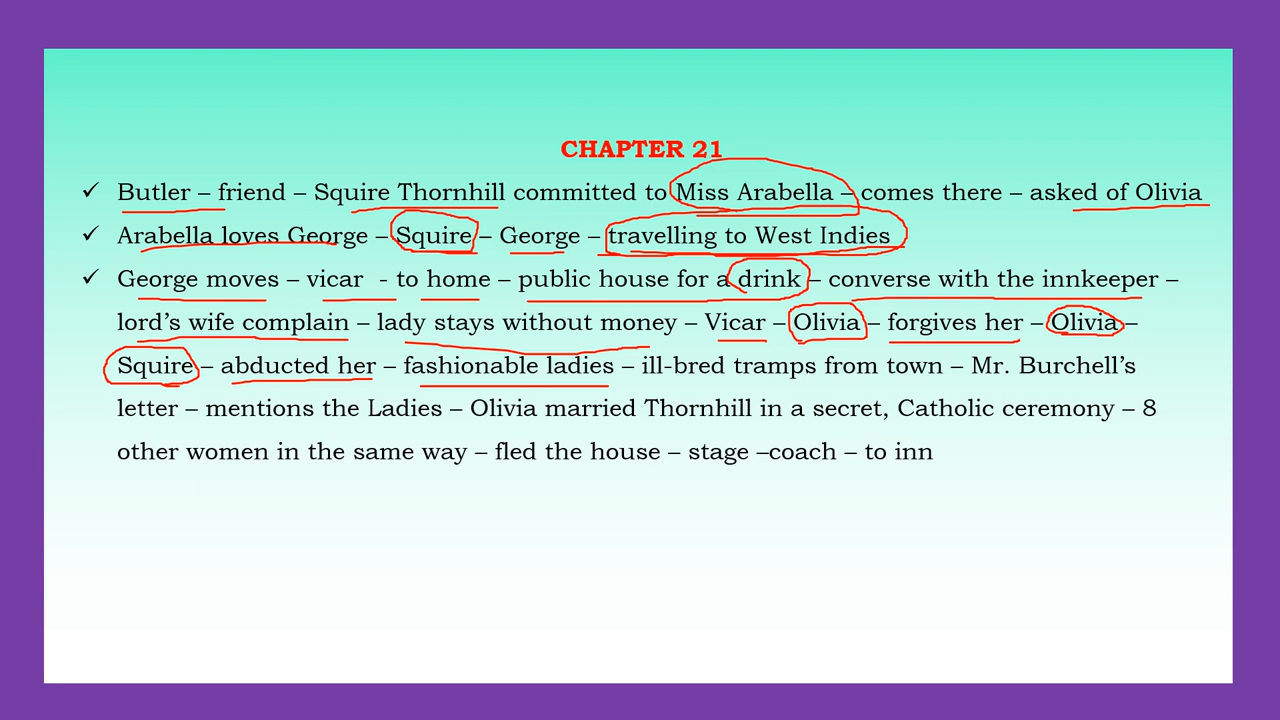 CHAPTER 21
✓ Butler – friend – Squire Thornhill committed to Miss Arabella – comes there – asked of Olivia
✓ Arabella loves George – Squire – George – travelling to West Indies
✓ George moves – vicar - to home – public house for a drink – converse with the innkeeper –
lord's wife complain – lady stays without money – Vicar – Olivia – forgives her – Olivia –
Squire – abducted her – fashionable ladies – ill-bred tramps from town – Mr. Burchell's
letter – mentions the Ladies – Olivia married Thornhill in a secret, Catholic ceremony – 8
other women in the same way – fled the house – stage –coach – to inn